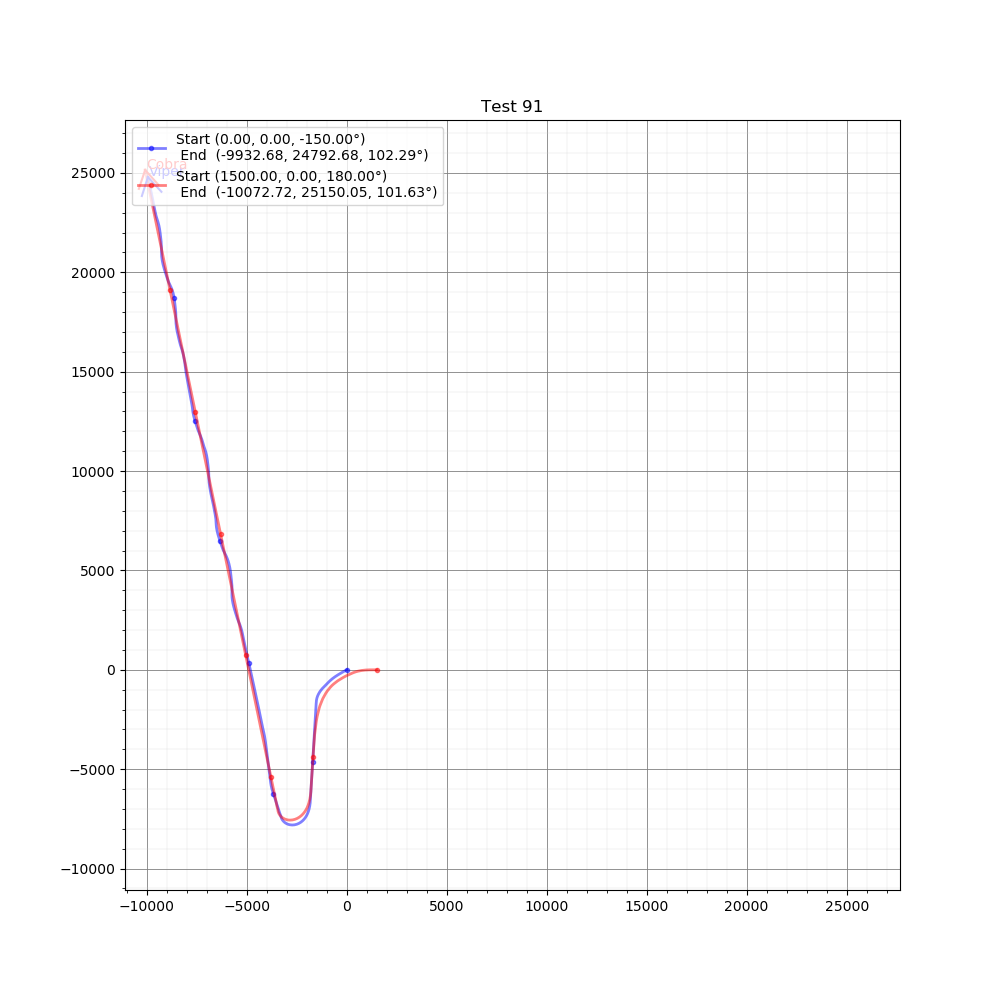 Test 91
Start (0.00, 0.00, -150.00°)
End (-9932.68, 24792.68, 102.29°)
Start (1500.00, 0.00, 180.00°)
End (-10072.72, 25150.05, 101.63°)
Cobra
Viper
25000
20000
15000
10000
5000
0
−5000
−10000
−10000 −5000 0 5000 10000 15000 20000 25000